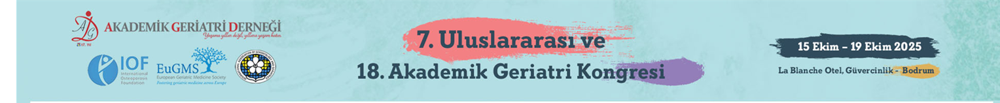 AKADEMİK GERİATRİ DERNEĞİ
Yaşama yıllar değil, yıllara yaşam katın.
IOF
International
Osteoporosis
Foundation
EuGMS
European Geriatric Medicine Society
Fostering geriatric medicine across Europe
7. Uluslararası ve
18. Akademik Geriatri Kongresi
15 Ekim – 19 Ekim 2025
La Blanche Otel, Güvercinlik - Bodrum